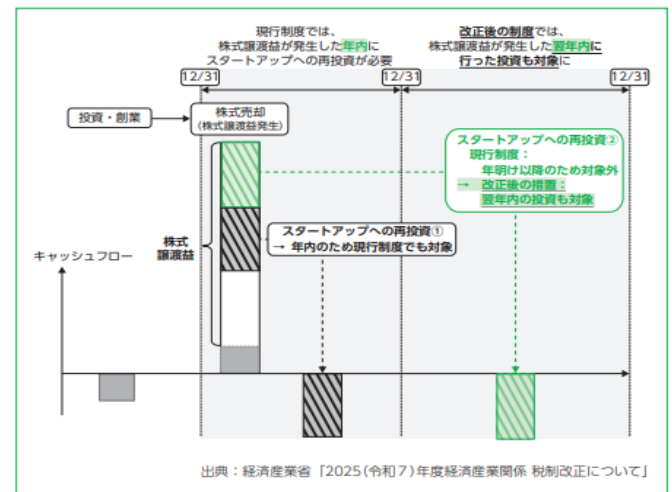 現行制度では、
株式譲渡益が発生した年内に
スタートアップへの再投資が必要
改正後の制度では、
株式譲渡益が発生した翌年内に
行った投資も対象に
12/31
12/31
12/31
投資・創業
株式売却
(株式譲渡益発生)
スタートアップへの再投資②
現行制度：
年明け以降のため対象外
→ 改正後の措置：
翌年内の投資も対象
スタートアップへの再投資①
→ 年内のため現行制度でも対象
株式
譲渡益
キャッシュフロー
出典：経済産業省「2025(令和７)年度経済産業関係 税制改正について」